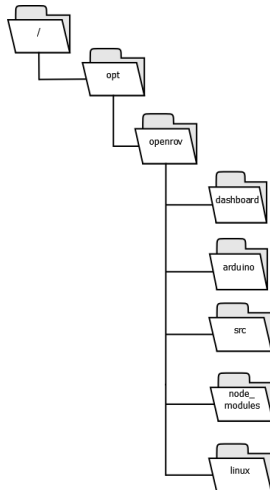 /
opt
openrov
dashboard
arduino
src
node_
modules
linux